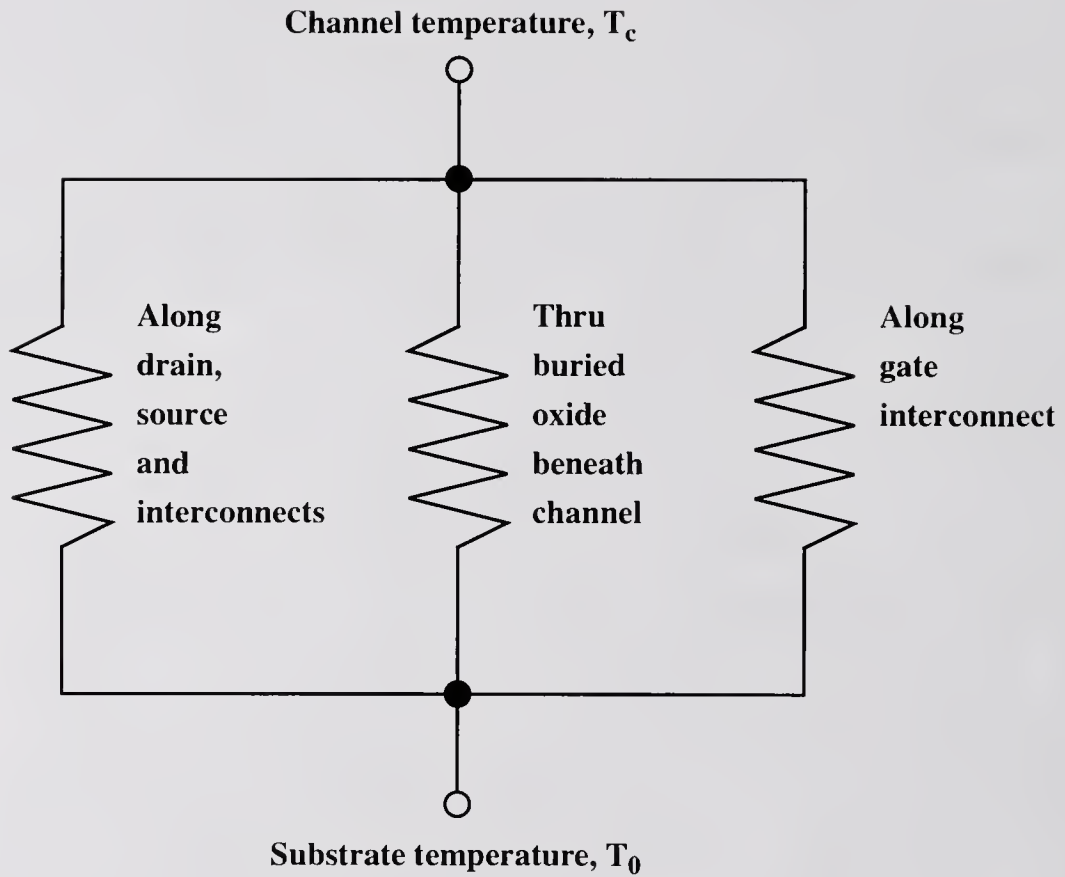 Channel temperature, Tc
Along
drain,
source
and
interconnects
Thru
buried
oxide
beneath
channel
Along
gate
interconnect
Substrate temperature, T0